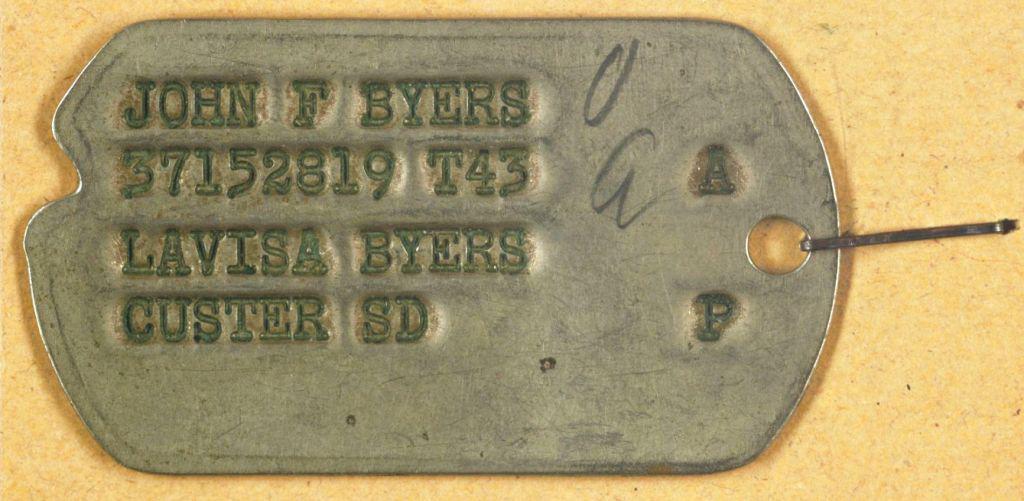 JOHN F BYERS
37152819 T43 A
LAVISA BYERS
CUSTER SD P